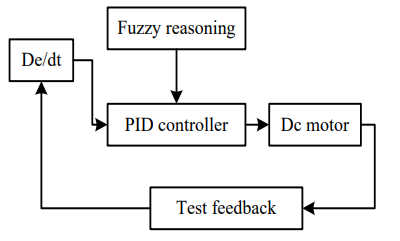 Fuzzy reasoning
De/dt
PID controller
Dc motor
Test feedback